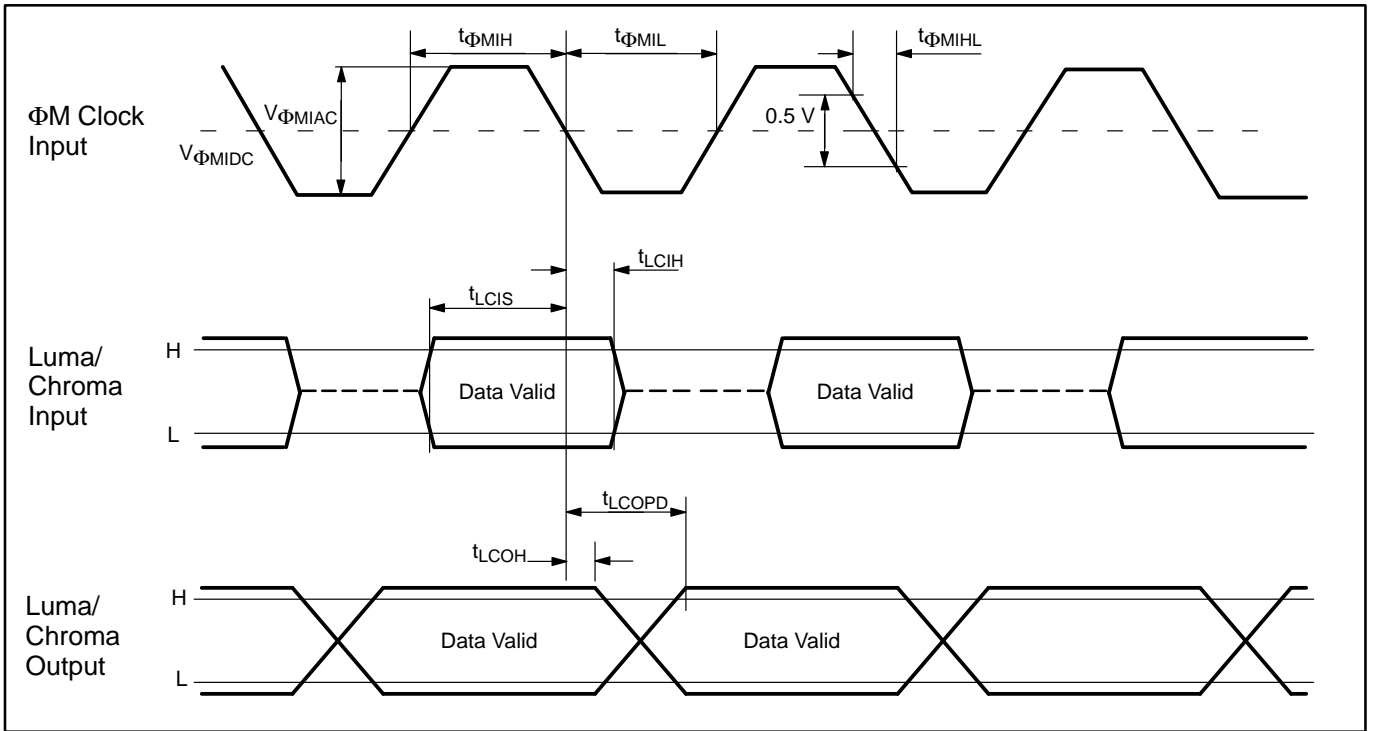 tΦMIH
tΦMIL
tΦMIHL
ΦM Clock
Input
VΦMIAC
0.5 V
VΦMIDC
tLCIH
tLCIS
Luma/
Chroma
Input
H
Data Valid
Data Valid
L
tLCOPD
tLCOH
Luma/
Chroma
Output
H
Data Valid
Data Valid
L